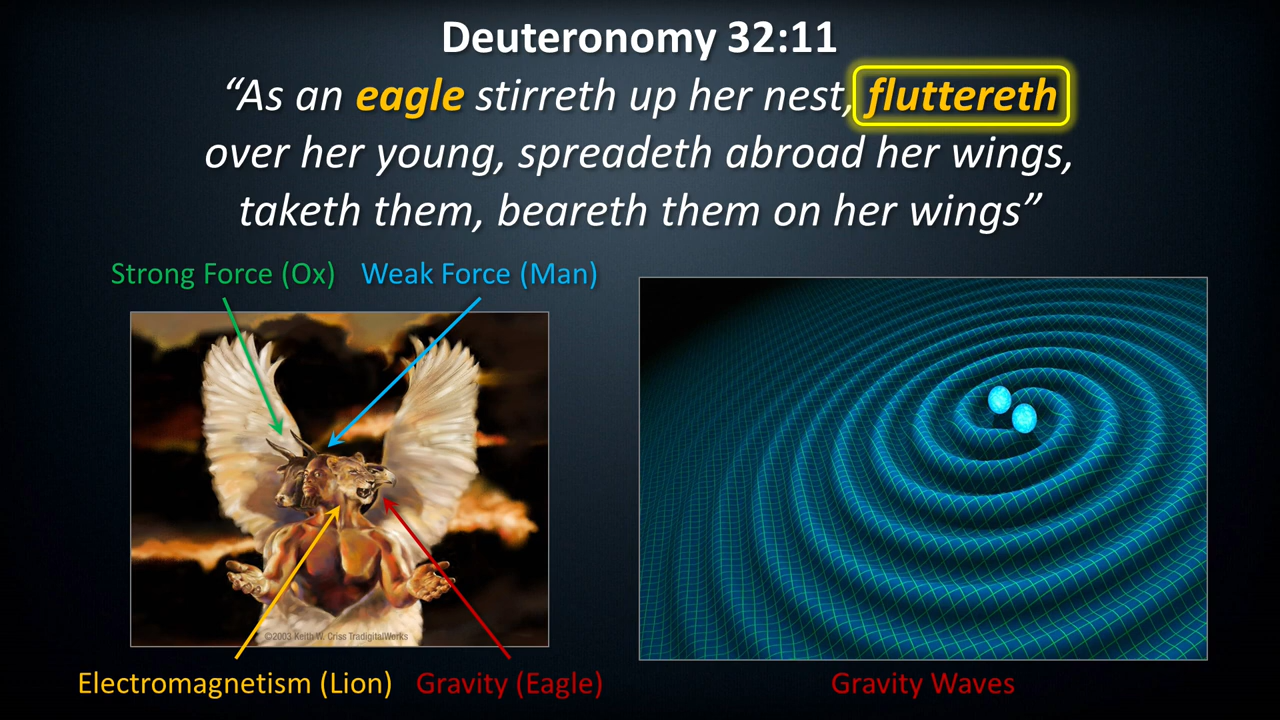 Deuteronomy 32:11
“As an eagle stirreth up her nest, fluttereth
over her young, spreadeth abroad her wings,
taketh them, beareth them on her wings”
Strong Force (Ox)
Weak Force (Man)
©2003 Keith W. Criss TradigitalWorks
Electromagnetism (Lion)
Gravity (Eagle)
Gravity Waves